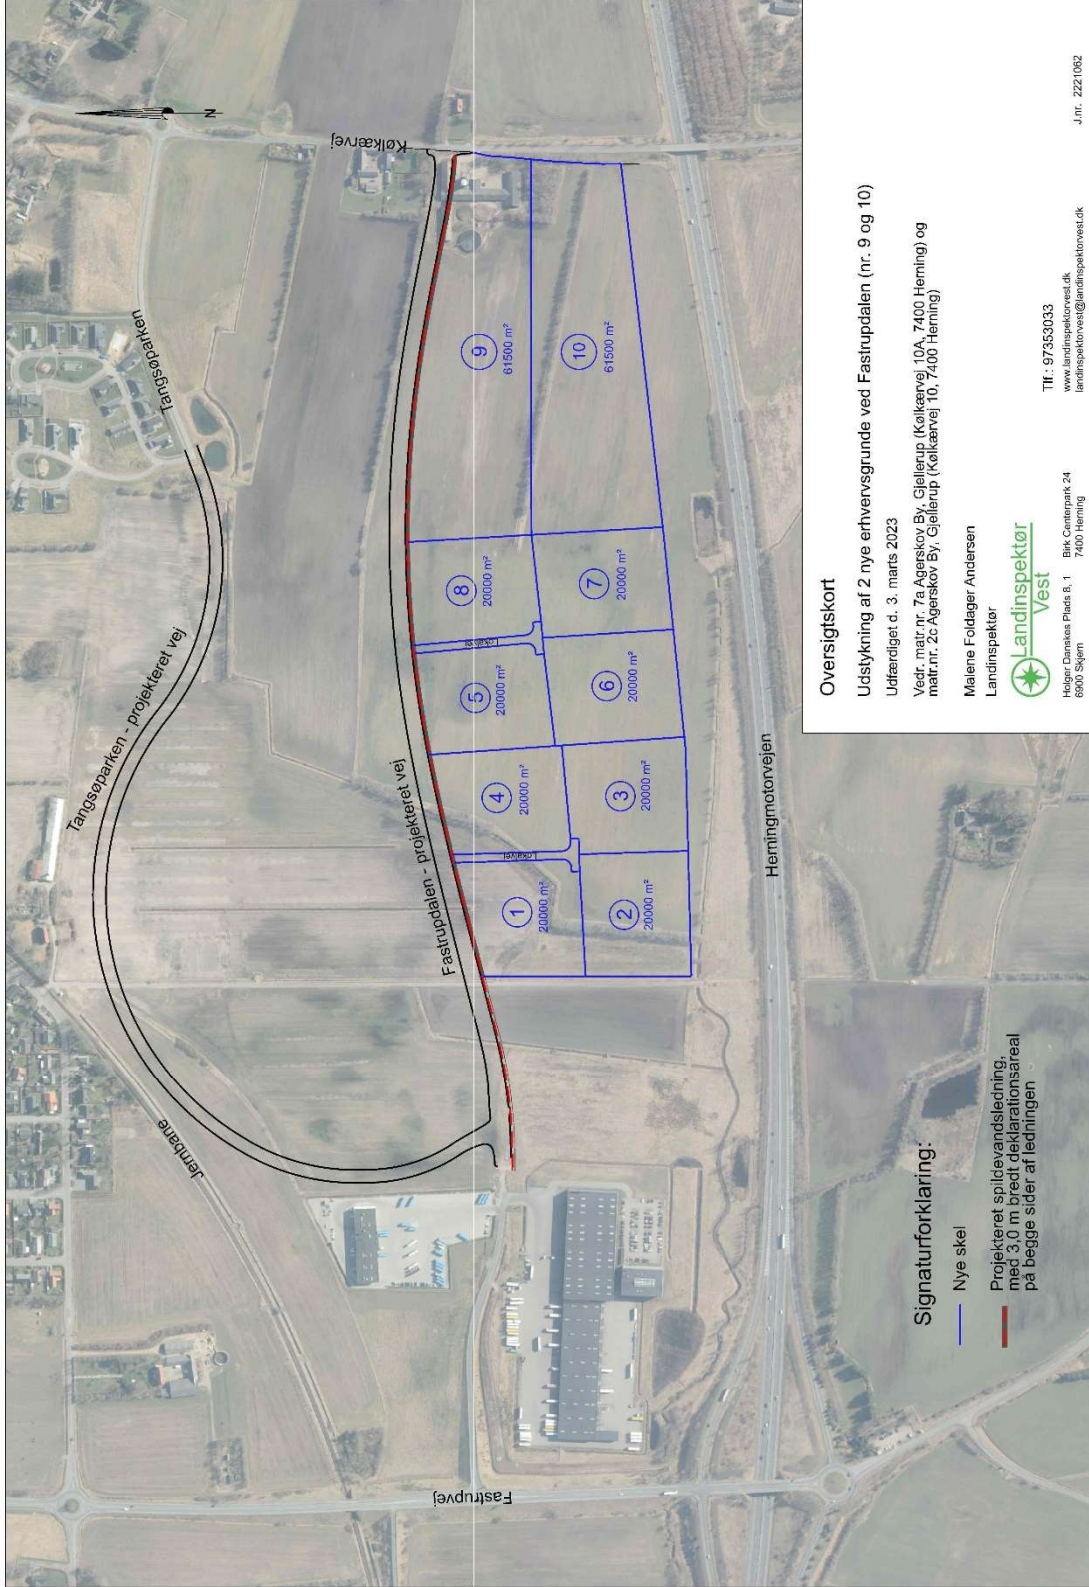 Kølkærvej
N
Tangsøparken
Tangsøparken - projekteret vej
Fastrupdalen - projekteret vej
Jernbane
Fastrupvej
Herningmotorvejen
Lokalvej
Lokalvej
1
20000 m²
2
20000 m²
3
20000 m²
4
20000 m²
5
20000 m²
6
20000 m²
7
20000 m²
8
20000 m²
9
61500 m²
10
61500 m²
Signaturforklaring:
Nye skel
Projekteret spildevandsledning,
med 3,0 m bredt deklarationsareal
på begge sider af ledningen
Oversigtskort
Udstykning af 2 nye erhvervsgrunde ved Fastrupdalen (nr. 9 og 10)
Udfærdiget d. 3. marts 2023
Vedr. matr.nr. 7a Agerskov By, Gjellerup (Kølkærvej 10A, 7400 Herning) og
matr.nr. 2c Agerskov By, Gjellerup (Kølkærvej 10, 7400 Herning)
Malene Foldager Andersen
Landinspektør
Landinspektør
Vest
Holger Danskes Plads 8, 1
6900 Skjern
Birk Centerpark 24
7400 Herning
Tlf.: 97353033
www.landinspektorvest.dk
landinspektorvest@landinspektorvest.dk
J.nr. 2221062